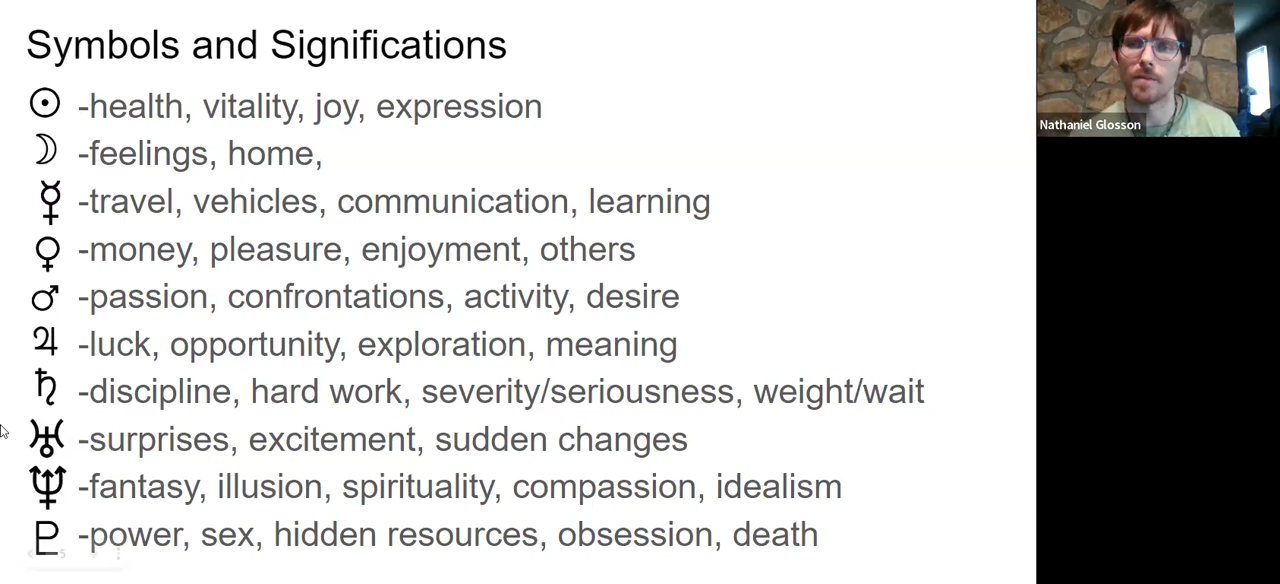 Symbols and Significations
☉ -health, vitality, joy, expression
☽ -feelings, home,
☿ -travel, vehicles, communication, learning
♀ -money, pleasure, enjoyment, others
♂ -passion, confrontations, activity, desire
♃ -luck, opportunity, exploration, meaning
♄ -discipline, hard work, severity/seriousness, weight/wait
♅ -surprises, excitement, sudden changes
♆ -fantasy, illusion, spirituality, compassion, idealism
♇ -power, sex, hidden resources, obsession, death
5
Nathaniel Glosson